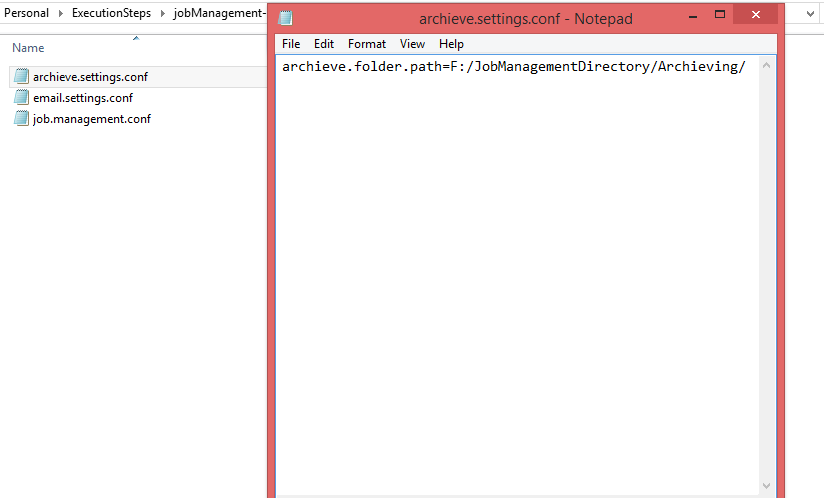 Personal ExecutionSteps jobManagement-
Name
archieve.settings.conf
email.settings.conf
job.management.conf
archieve.settings.conf - Notepad
File Edit Format View Help
archieve.folder.path=F:/JobManagementDirectory/Archieving/